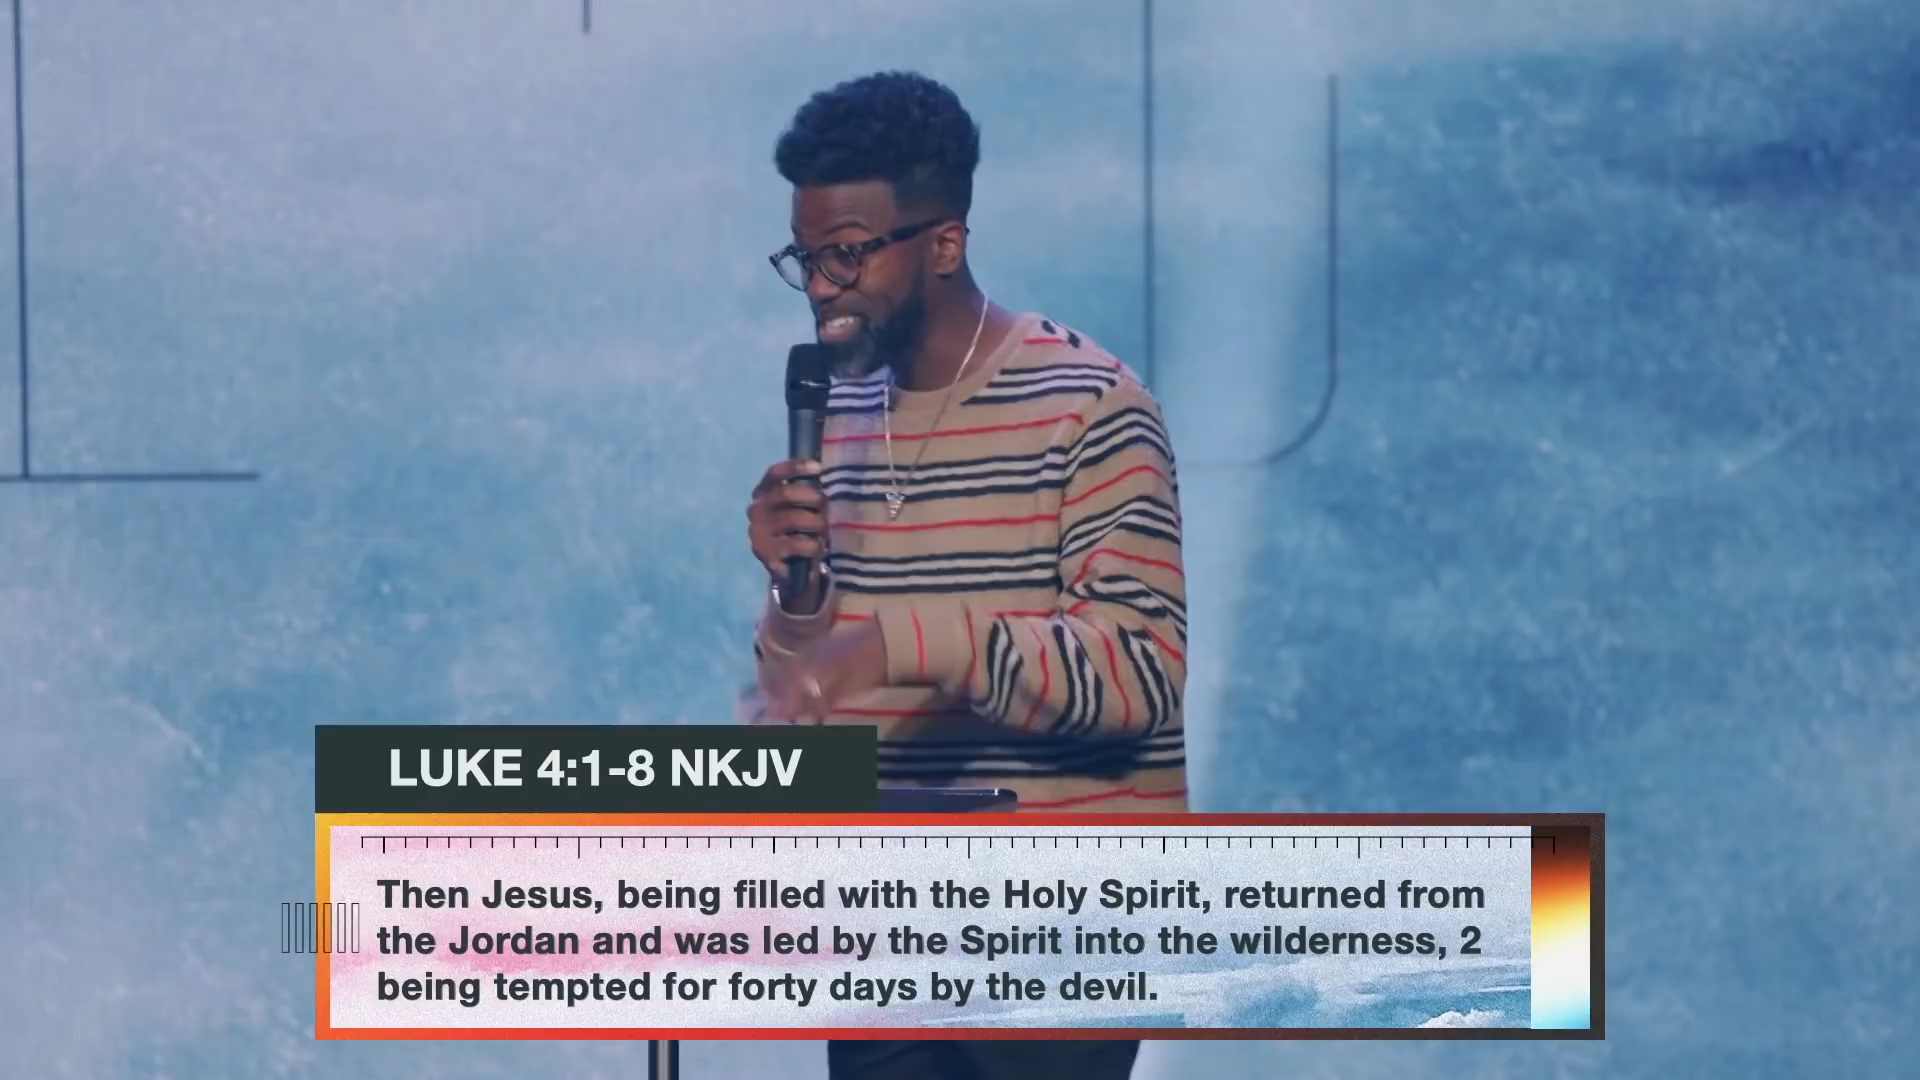 LUKE 4:1-8 NKJV
Then Jesus, being filled with the Holy Spirit, returned from
the Jordan and was led by the Spirit into the wilderness, 2
being tempted for forty days by the devil.